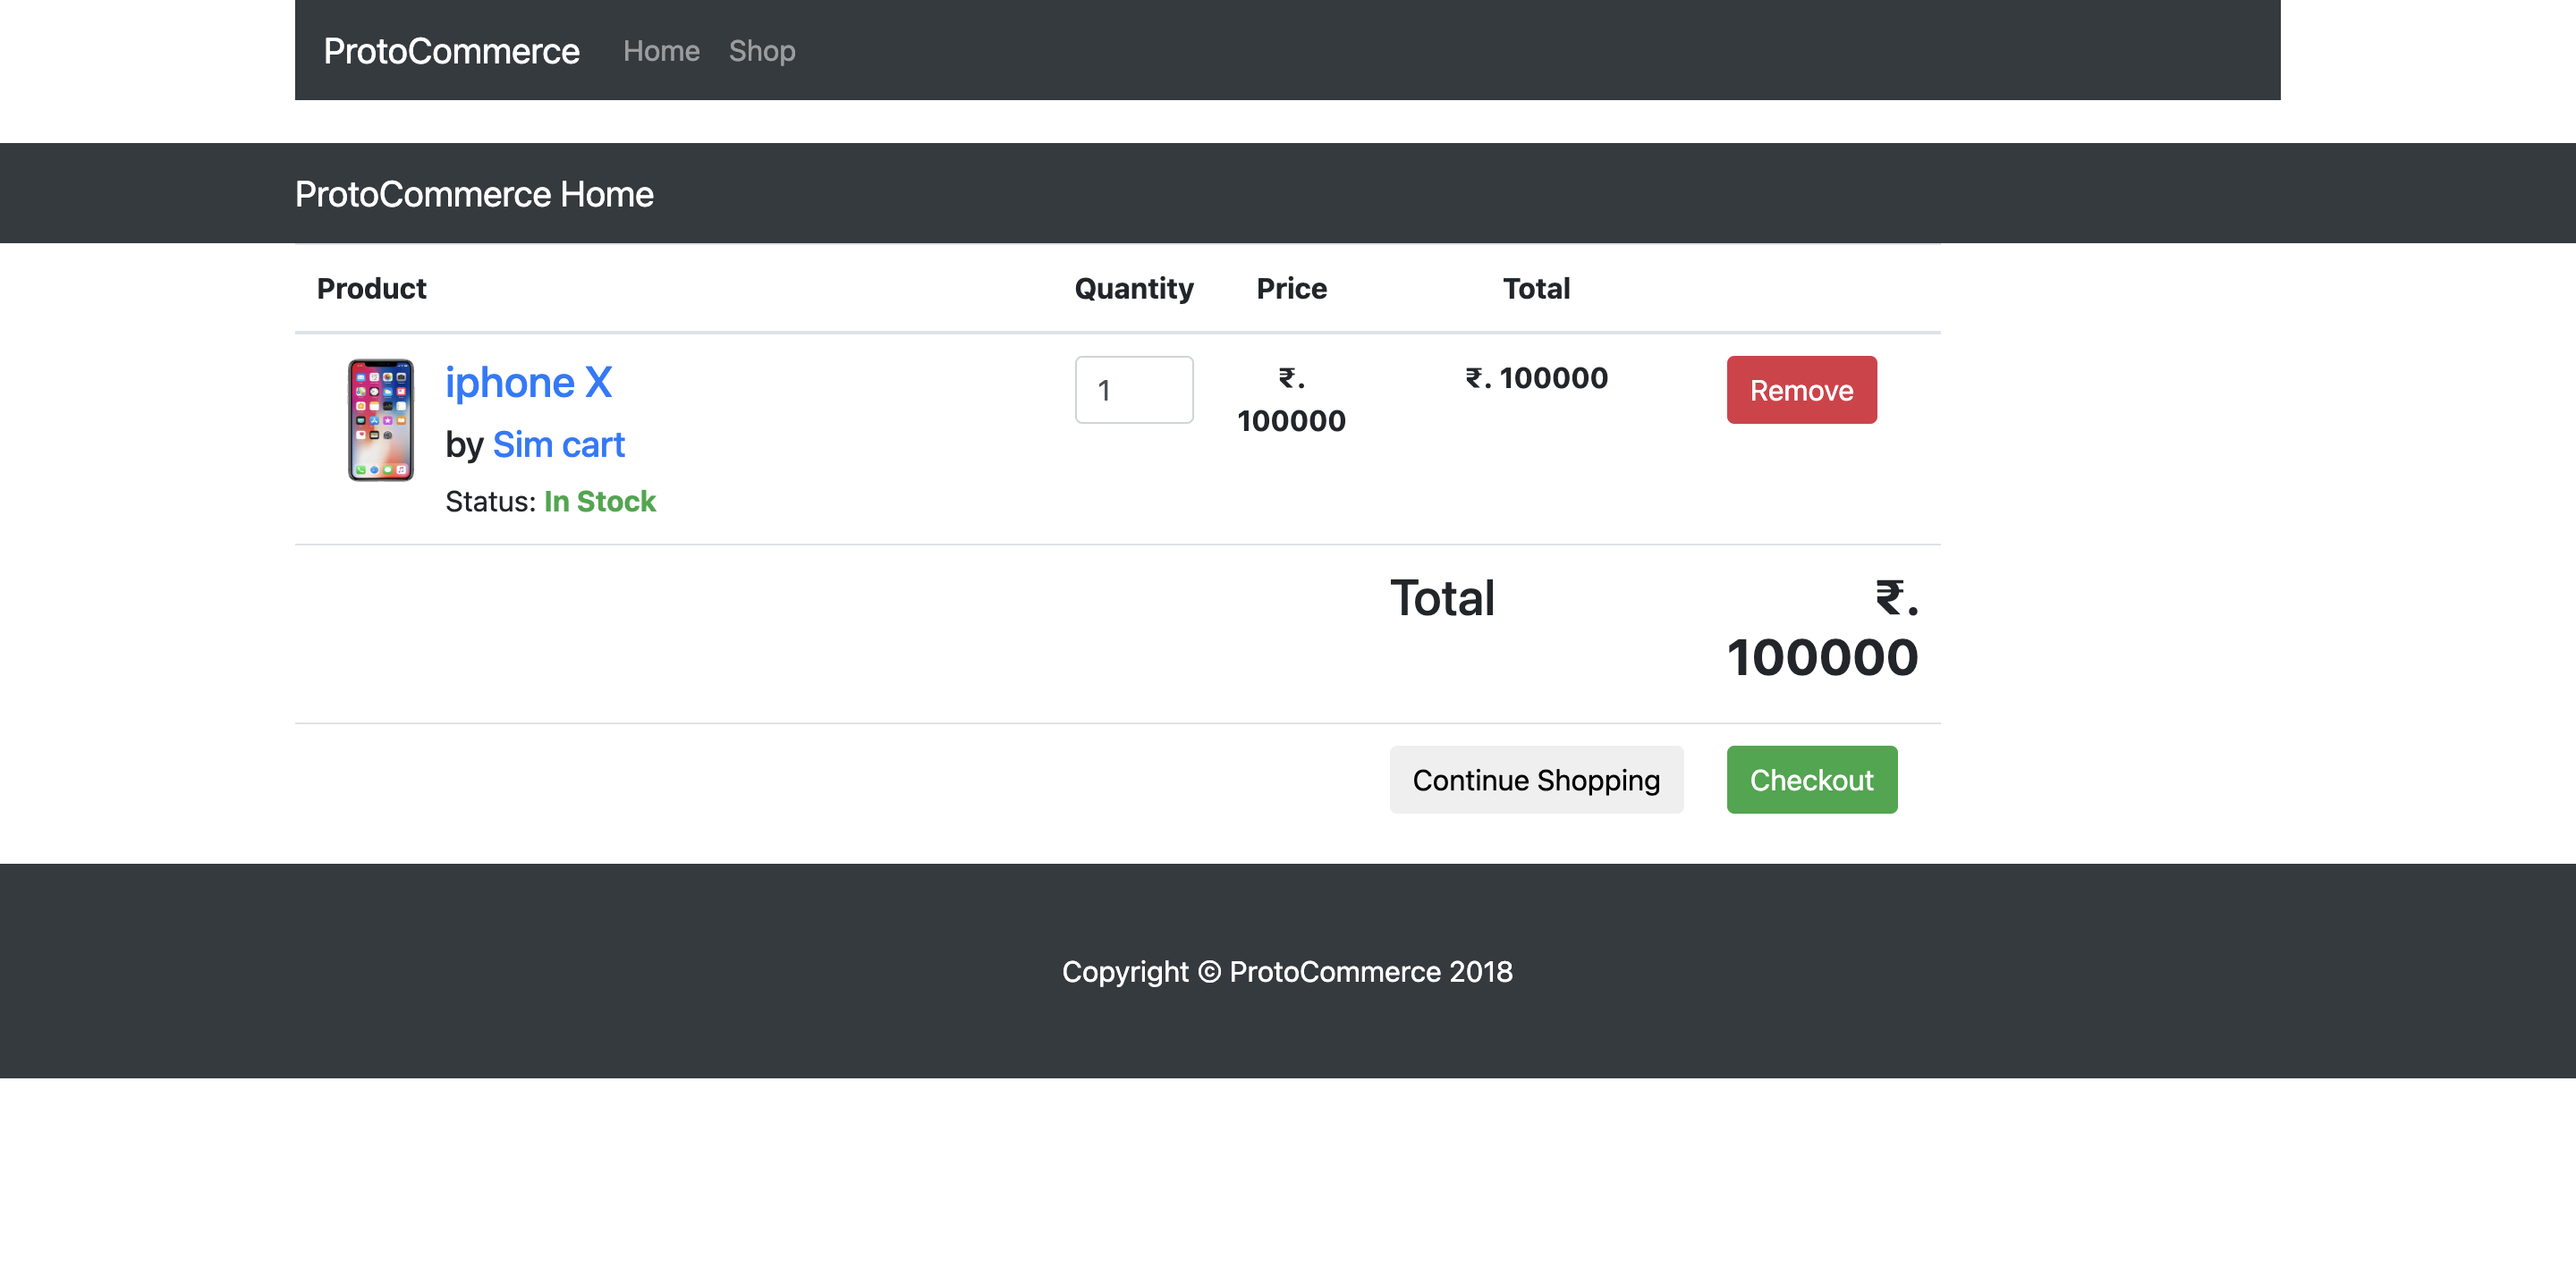 ProtoCommerce Home Shop
ProtoCommerce Home
Product Quantity Price Total
iphone X
by Sim cart
Status: In Stock
1
₹.
100000
₹. 100000
Remove
Total
₹.
100000
Continue Shopping Checkout
Copyright © ProtoCommerce 2018